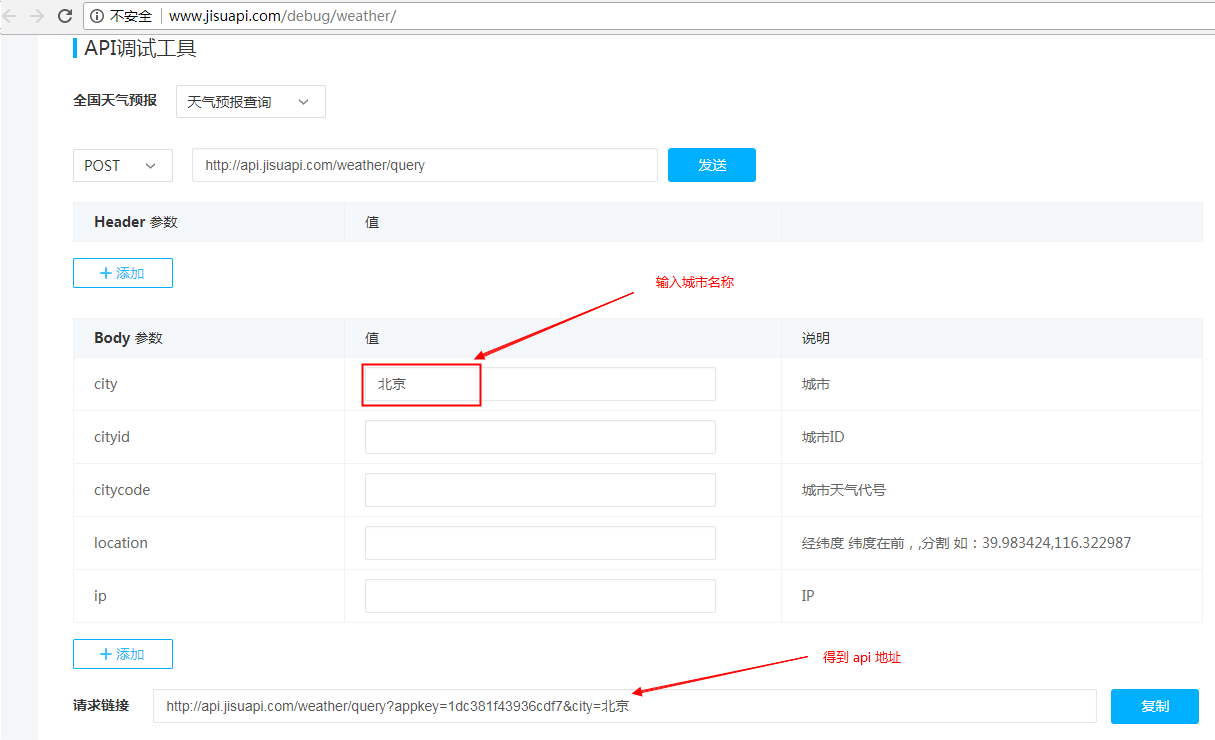 不安全 www.jisuapi.com/debug/weather/
API调试工具
全国天气预报 天气预报查询
POST http://api.jisuapi.com/weather/query 发送
Header 参数 值
+ 添加
输入城市名称
Body 参数 值 说明
city 北京 城市
cityid 城市ID
citycode 城市天气代号
location 经纬度 纬度在前，,分割 如：39.983424,116.322987
ip IP
+ 添加
得到 api 地址
请求链接 http://api.jisuapi.com/weather/query?appkey=1dc381f43936cdf7&city=北京 复制